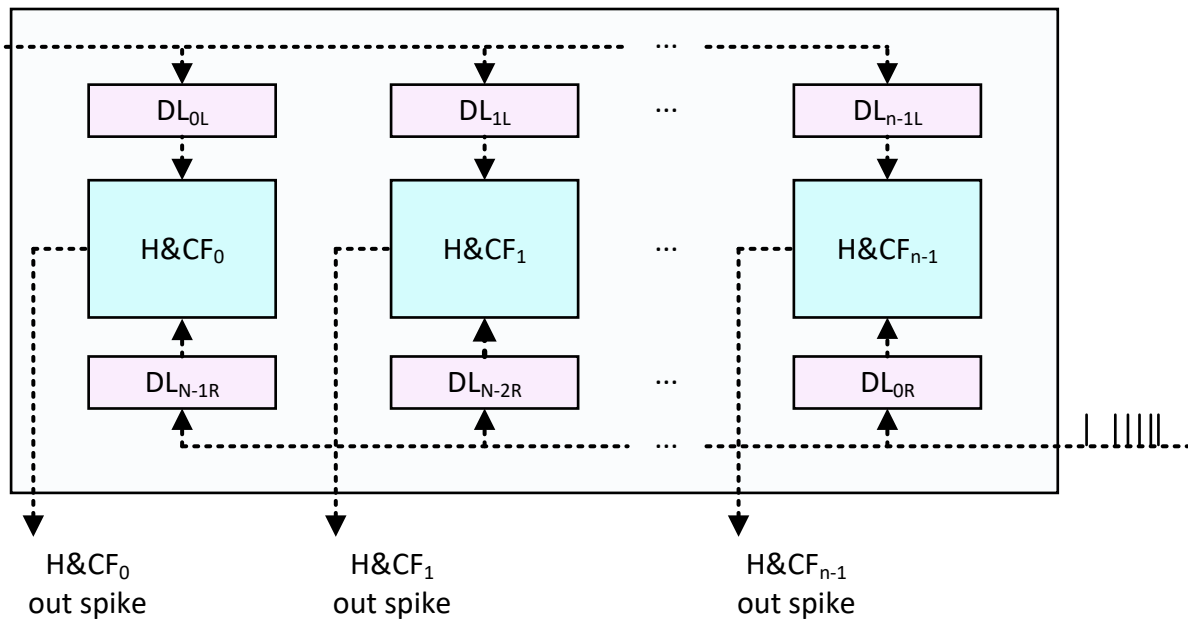 ...
DL0L DL1L ... DLn-1L
H&CF0 H&CF1 ... H&CFn-1
DLN-1R DLN-2R ... DL0R
...
H&CF0 H&CF1 H&CFn-1
out spike out spike out spike